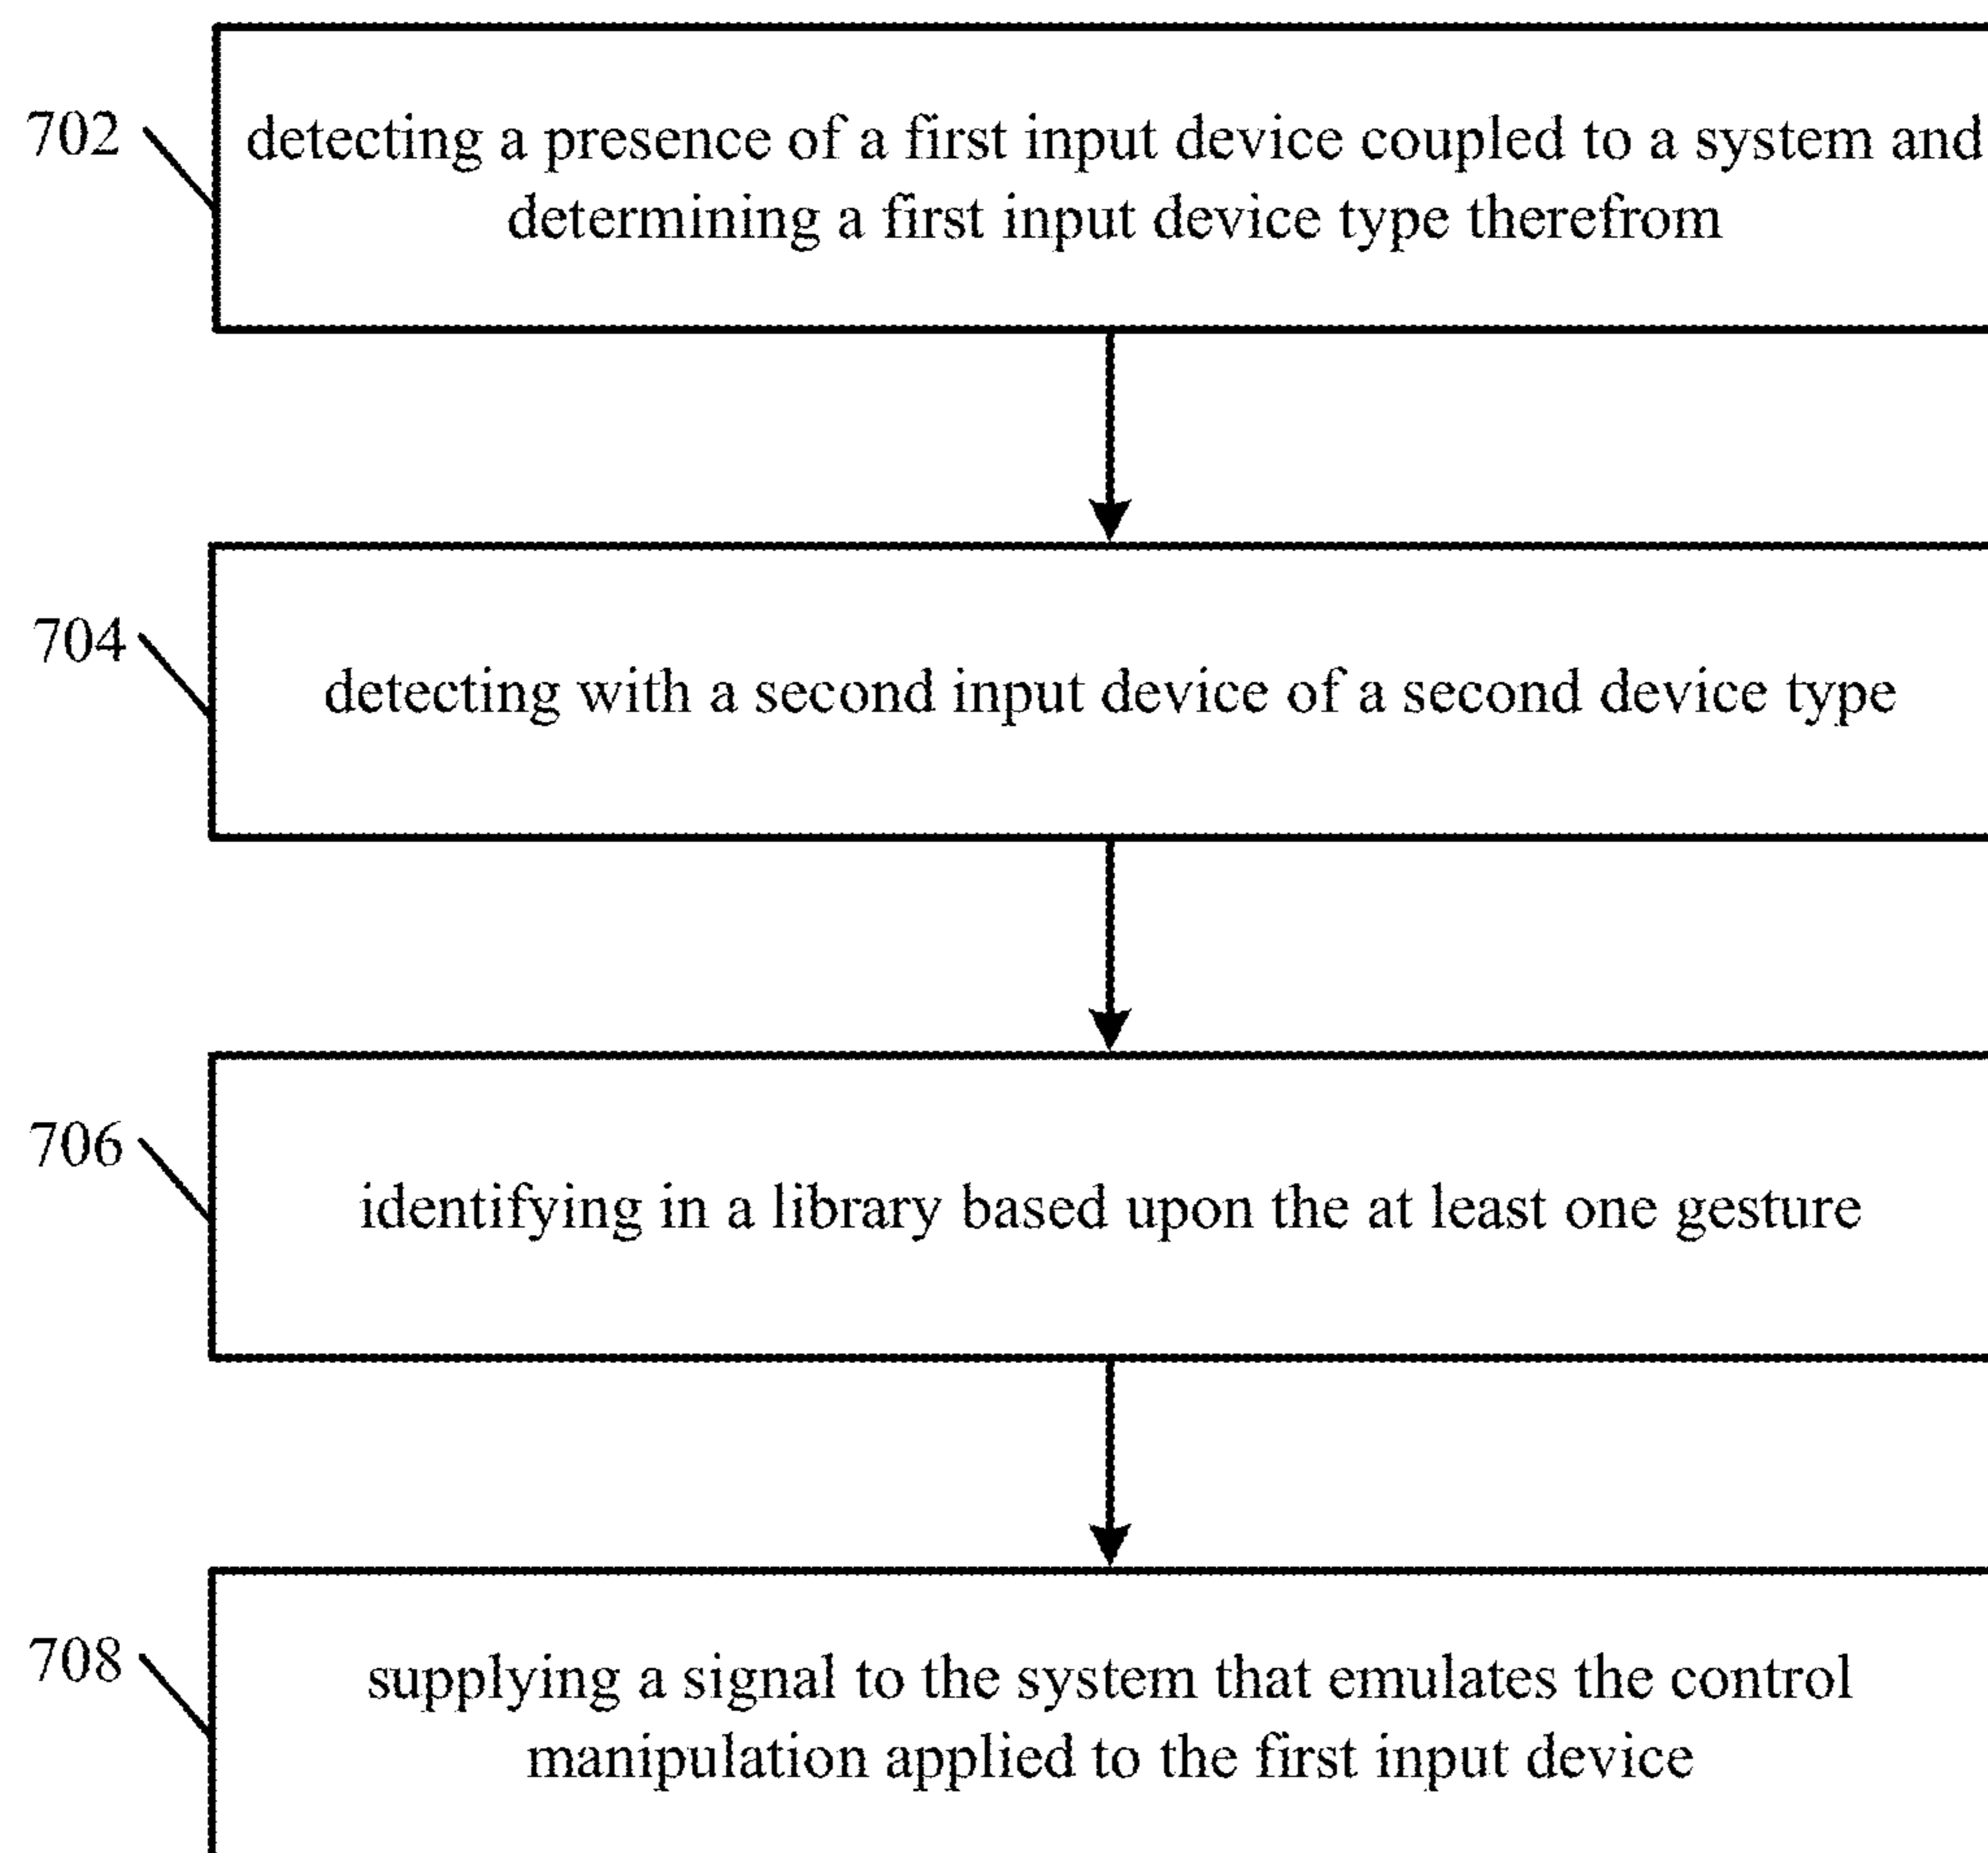 702
detecting a presence of a first input device coupled to a system and
determining a first input device type therefrom
704
detecting with a second input device of a second device type
706
identifying in a library based upon the at least one gesture
708
supplying a signal to the system that emulates the control
manipulation applied to the first input device